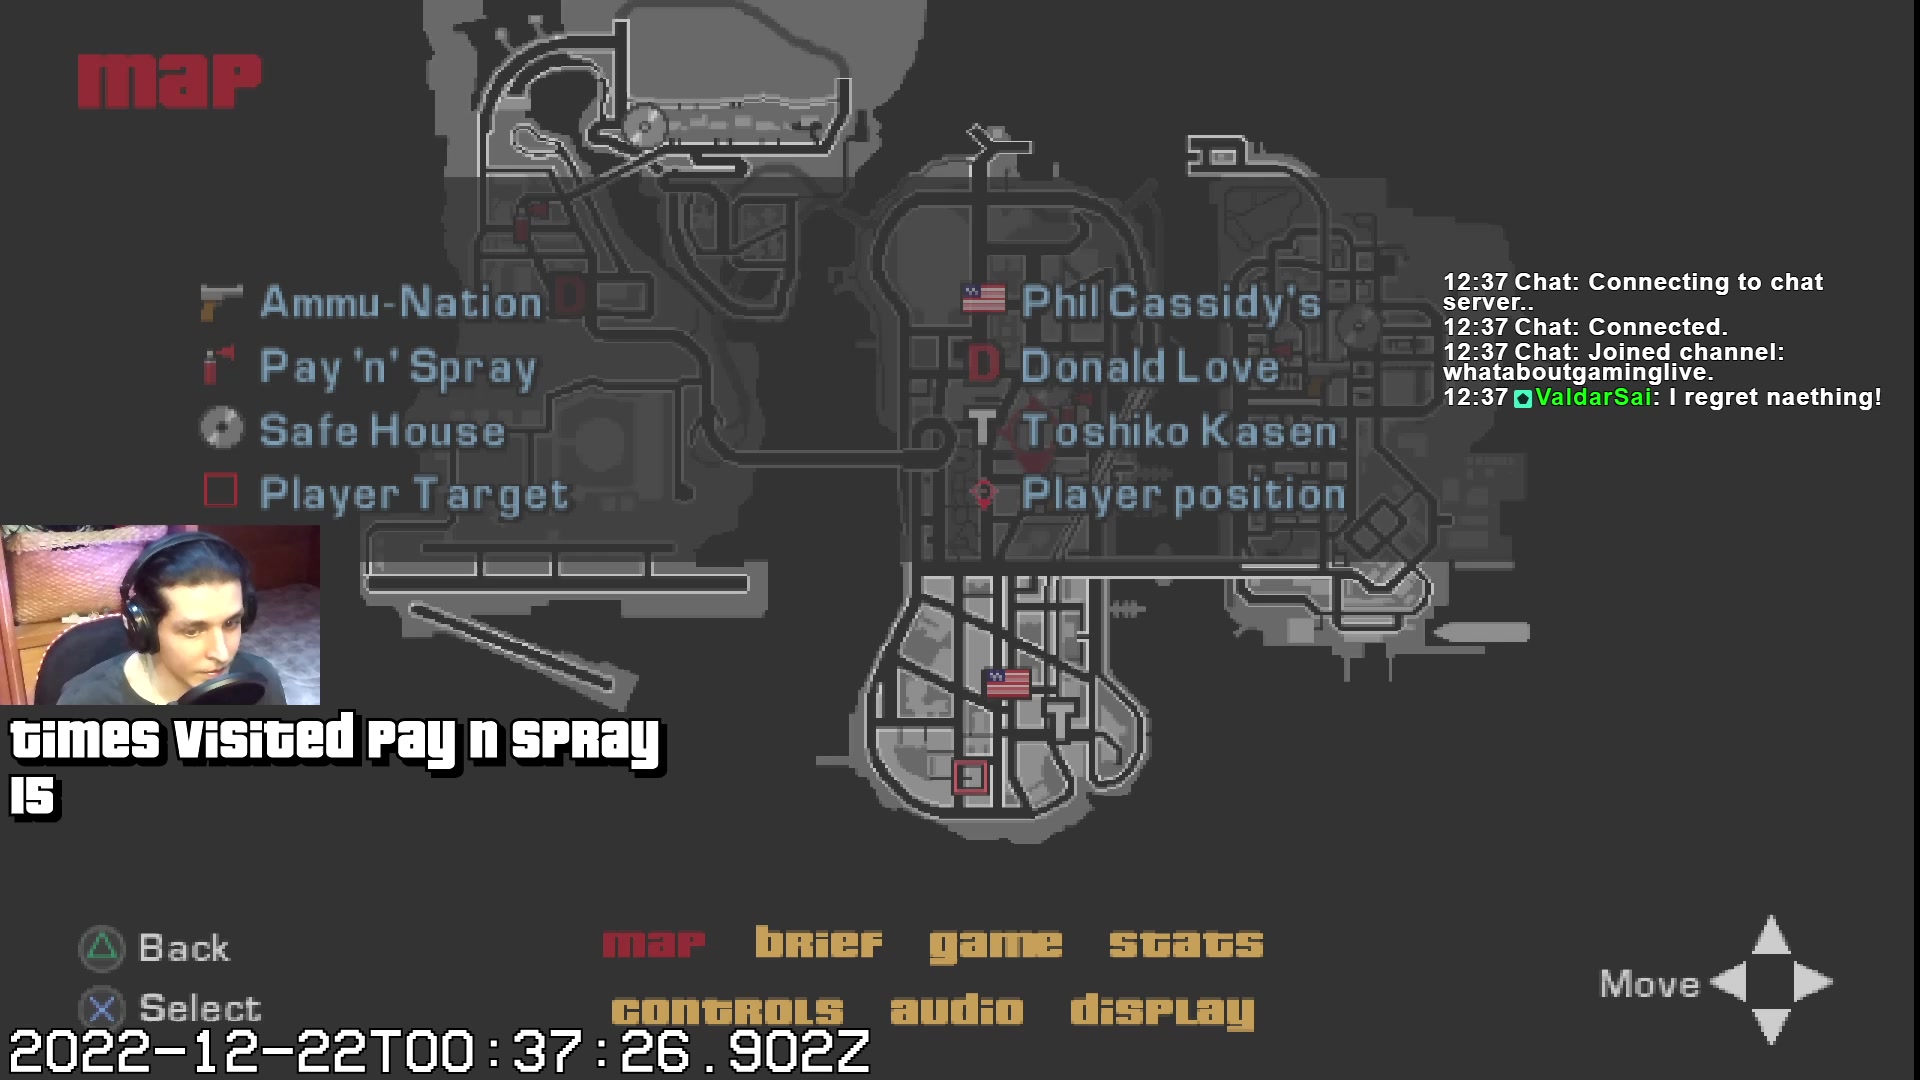 map
Ammu-Nation
Phil Cassidy's
Pay 'n' Spray
D Donald Love
Safe House
T Toshiko Kasen
Player Target
Player position
D
T
12:37 Chat: Connecting to chat
server..
12:37 Chat: Connected.
12:37 Chat: Joined channel:
whataboutgaminglive.
12:37 ValdarSai: I regret naething!
times visited pay n spray
15
Back
Select
map brief game stats
controls audio display
Move
2022-12-22T00:37:26.902Z